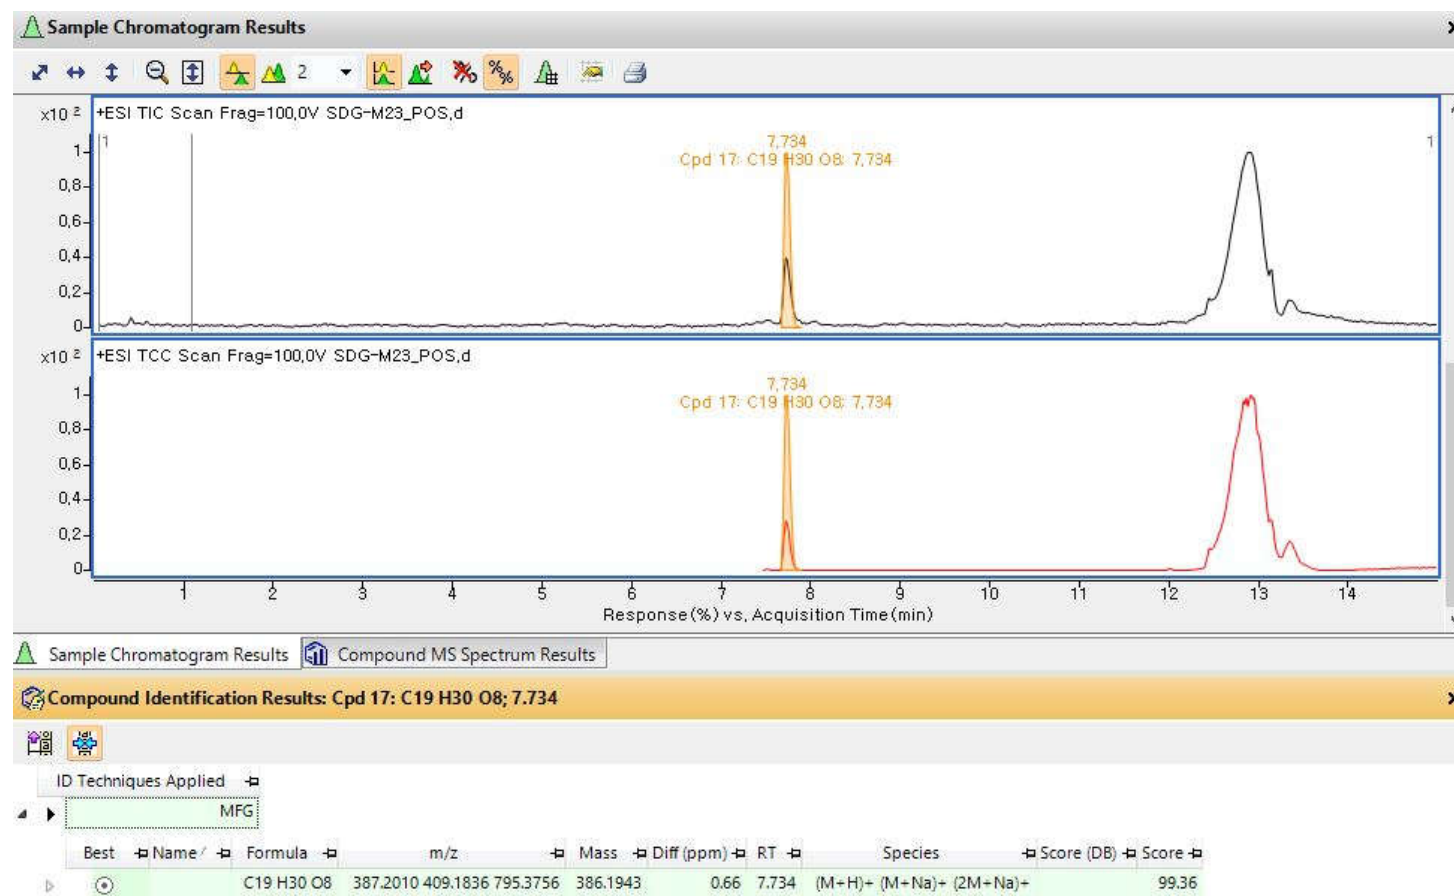 Sample Chromatogram Results
2
x10 2
+ESI TIC Scan Frag=100,0V SDG-M23_POS,d
1
1
7,734
Cpd 17: C19 H30 O8; 7,734
1
0,8
0,6
0,4
0,2
0
x10 2
+ESI TCC Scan Frag=100,0V SDG-M23_POS,d
7,734
Cpd 17: C19 H30 O8; 7,734
1
0,8
0,6
0,4
0,2
0
1 2 3 4 5 6 7 8 9 10 11 12 13 14
Response(%) vs, Acquisition Time(min)
Sample Chromatogram Results Compound MS Spectrum Results
Compound Identification Results: Cpd 17: C19 H30 O8; 7.734
ID Techniques Applied
MFG
Best Name Formula m/z Mass Diff (ppm) RT Species Score (DB) Score
C19 H30 O8 387.2010 409.1836 795.3756 386.1943 0.66 7.734 (M+H)+ (M+Na)+ (2M+Na)+ 99.36